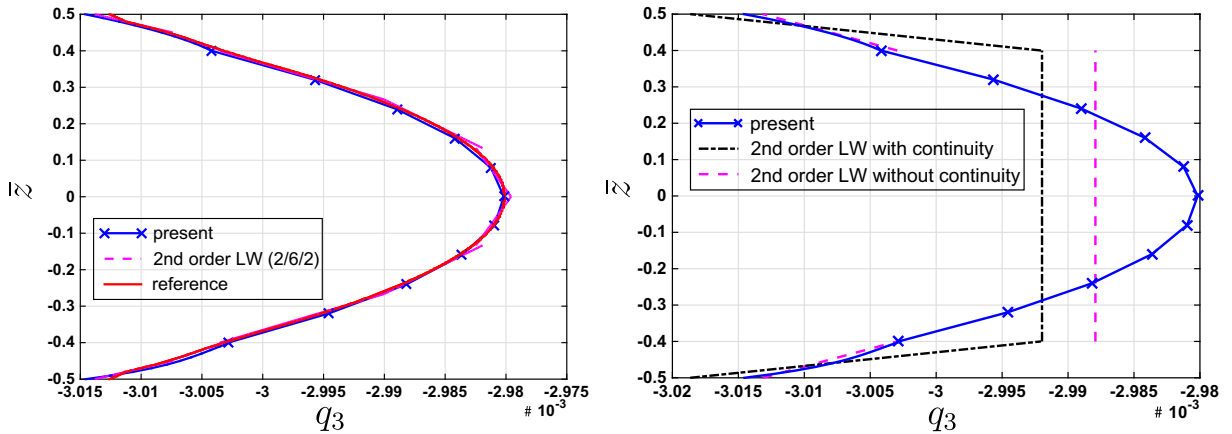 0.5
0.4
0.3
0.2
0.1
0
-0.1
-0.2
-0.3
-0.4
-0.5
z̅
present
2nd order LW (2/6/2)
reference
-3.015 -3.01 -3.005 -3 -2.995 -2.99 -2.985 -2.98 -2.975
q₃
# 10⁻³
0.5
0.4
0.3
0.2
0.1
0
-0.1
-0.2
-0.3
-0.4
-0.5
z̅
present
2nd order LW with continuity
2nd order LW without continuity
-3.02 -3.015 -3.01 -3.005 -3 -2.995 -2.99 -2.985 -2.98
q₃
# 10⁻³